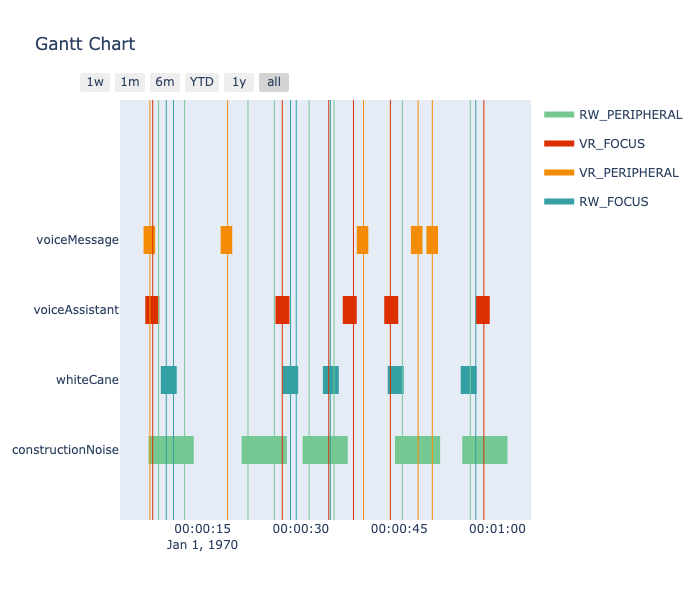 Gantt Chart
1w 1m 6m YTD 1y all
RW_PERIPHERAL
VR_FOCUS
VR_PERIPHERAL
RW_FOCUS
voiceMessage
voiceAssistant
whiteCane
constructionNoise
00:00:15 00:00:30 00:00:45 00:01:00
Jan 1, 1970